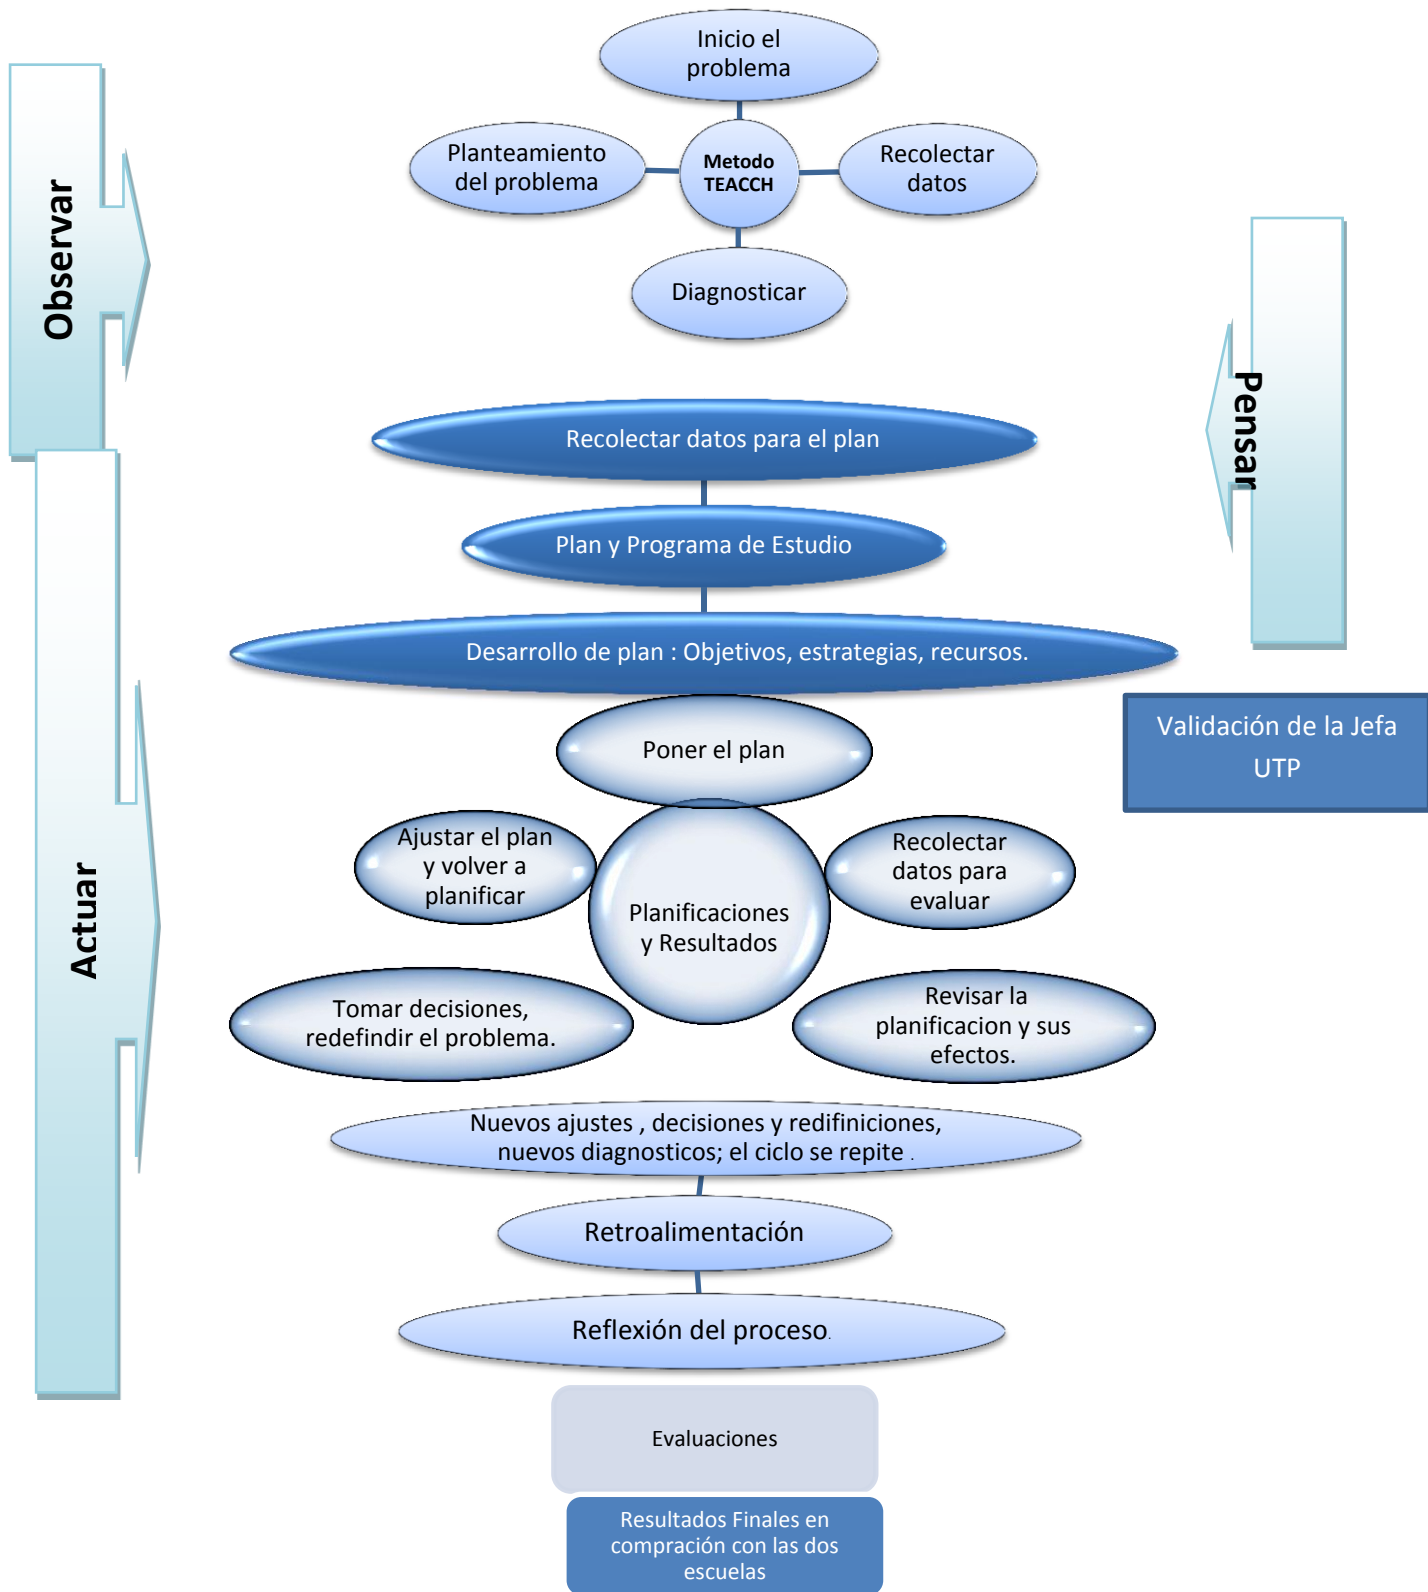 Inicio el
problema
Observar
Planteamiento
del problema
Metodo
TEACCH
Recolectar
datos
Diagnosticar
Pensar
Recolectar datos para el plan
Plan y Programa de Estudio
Desarrollo de plan : Objetivos, estrategias, recursos.
Validación de la Jefa
UTP
Poner el plan
Actuar
Ajustar el plan
y volver a
planificar
Planificaciones
y Resultados
Recolectar
datos para
evaluar
Tomar decisiones,
redefindir el problema.
Revisar la
planificacion y sus
efectos.
Nuevos ajustes , decisiones y redifiniciones,
nuevos diagnosticos; el ciclo se repite .
Retroalimentación
Reflexión del proceso.
Evaluaciones
Resultados Finales en
compración con las dos
escuelas